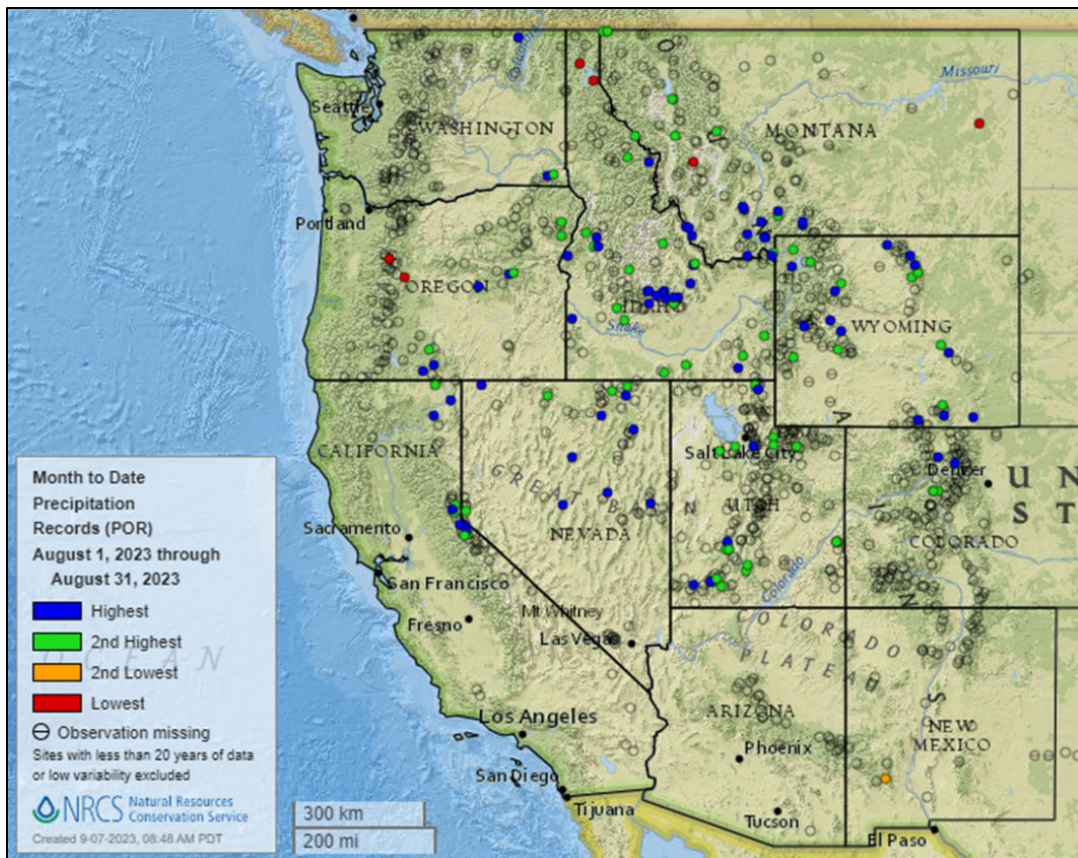 Missouri
Columbia
Seattle
WASHINGTON
MONTANA
Portland
OREGON
IDAHO
Snake
WYOMING
CALIFORNIA
Salt Lake City
Denver
U N
S T
GREAT BASIN
UTAH
NEVADA
COLORADO
Sacramento
San Francisco
Colorado
Mt Whitney
Fresno
Las Vegas
COLORADO
PLATEAU
Los Angeles
ARIZONA
NEW
MEXICO
Phoenix
San Diego
Tijuana
Tucson
El Paso
Month to Date
Precipitation
Records (POR)
August 1, 2023 through
August 31, 2023
Highest
2nd Highest
2nd Lowest
Lowest
OCEAN
Observation missing
Sites with less than 20 years of data
or low variability excluded
NRCS Natural Resources
Conservation Service
Created 9-07-2023, 08:48 AM PDT
300 km
200 mi